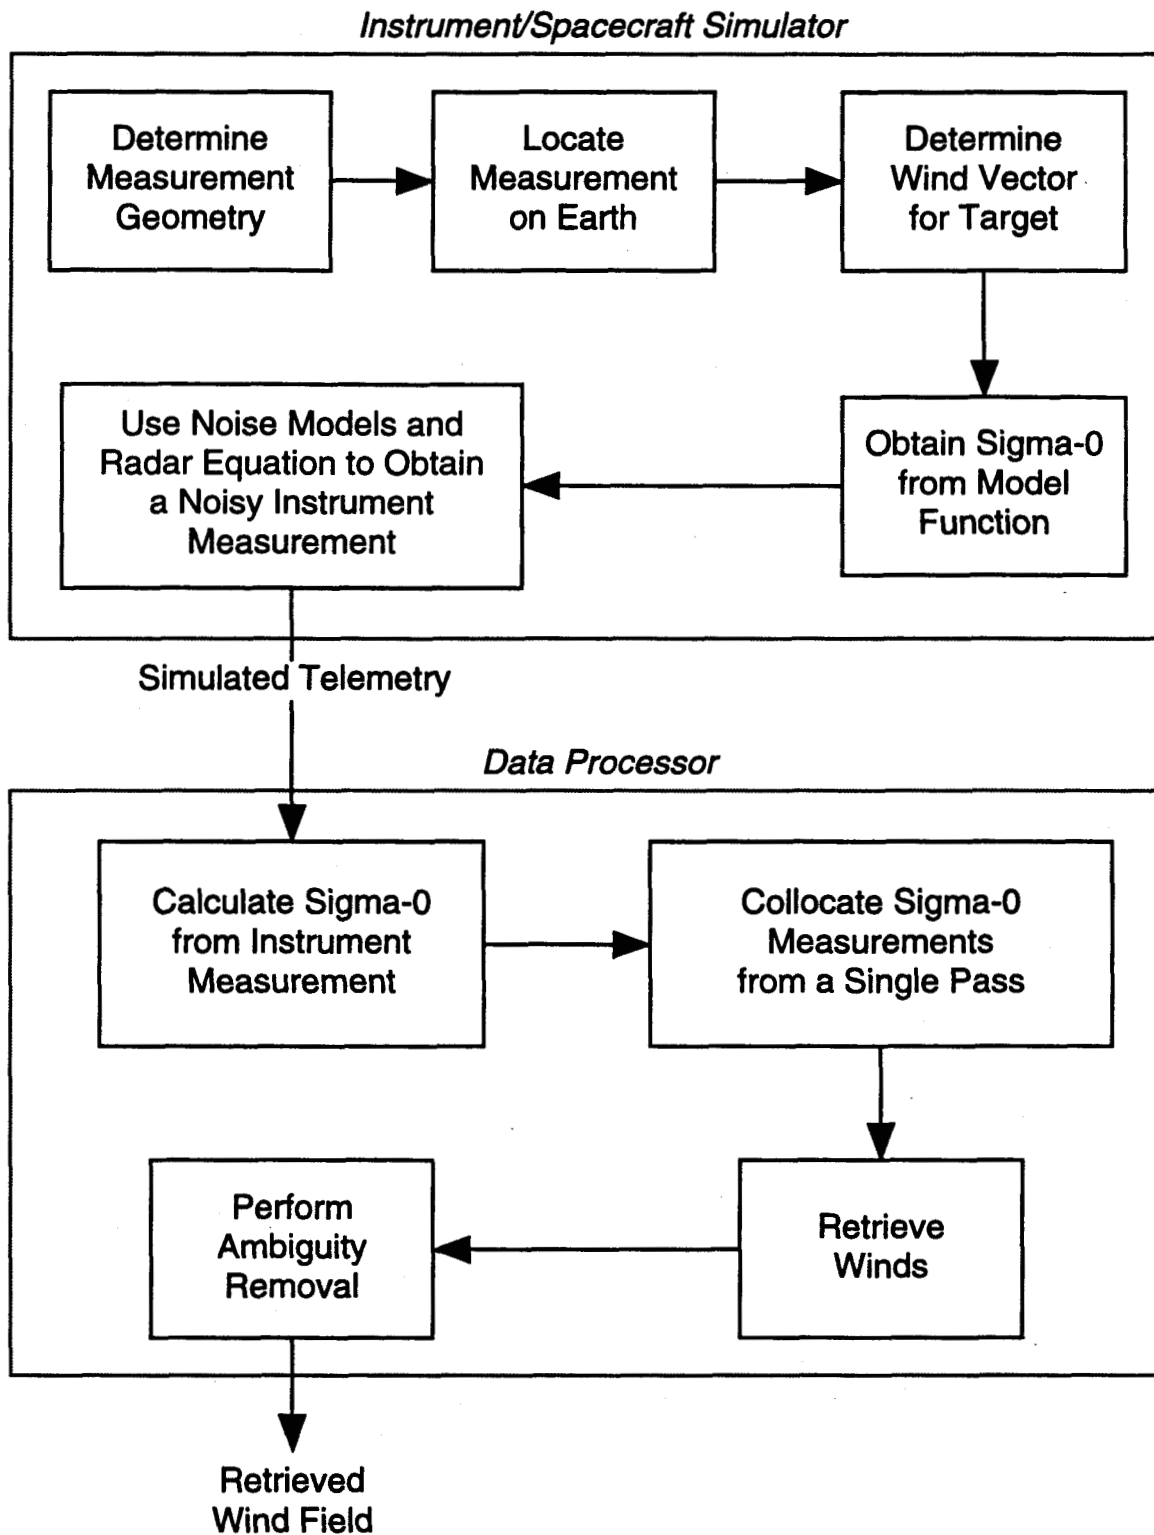 Instrument/Spacecraft Simulator
Determine
Measurement
Geometry
Locate
Measurement
on Earth
Determine
Wind Vector
for Target
Obtain Sigma-0
from Model
Function
Use Noise Models and
Radar Equation to Obtain
a Noisy Instrument
Measurement
Simulated Telemetry
Data Processor
Calculate Sigma-0
from Instrument
Measurement
Collocate Sigma-0
Measurements
from a Single Pass
Retrieve
Winds
Perform
Ambiguity
Removal
Retrieved
Wind Field